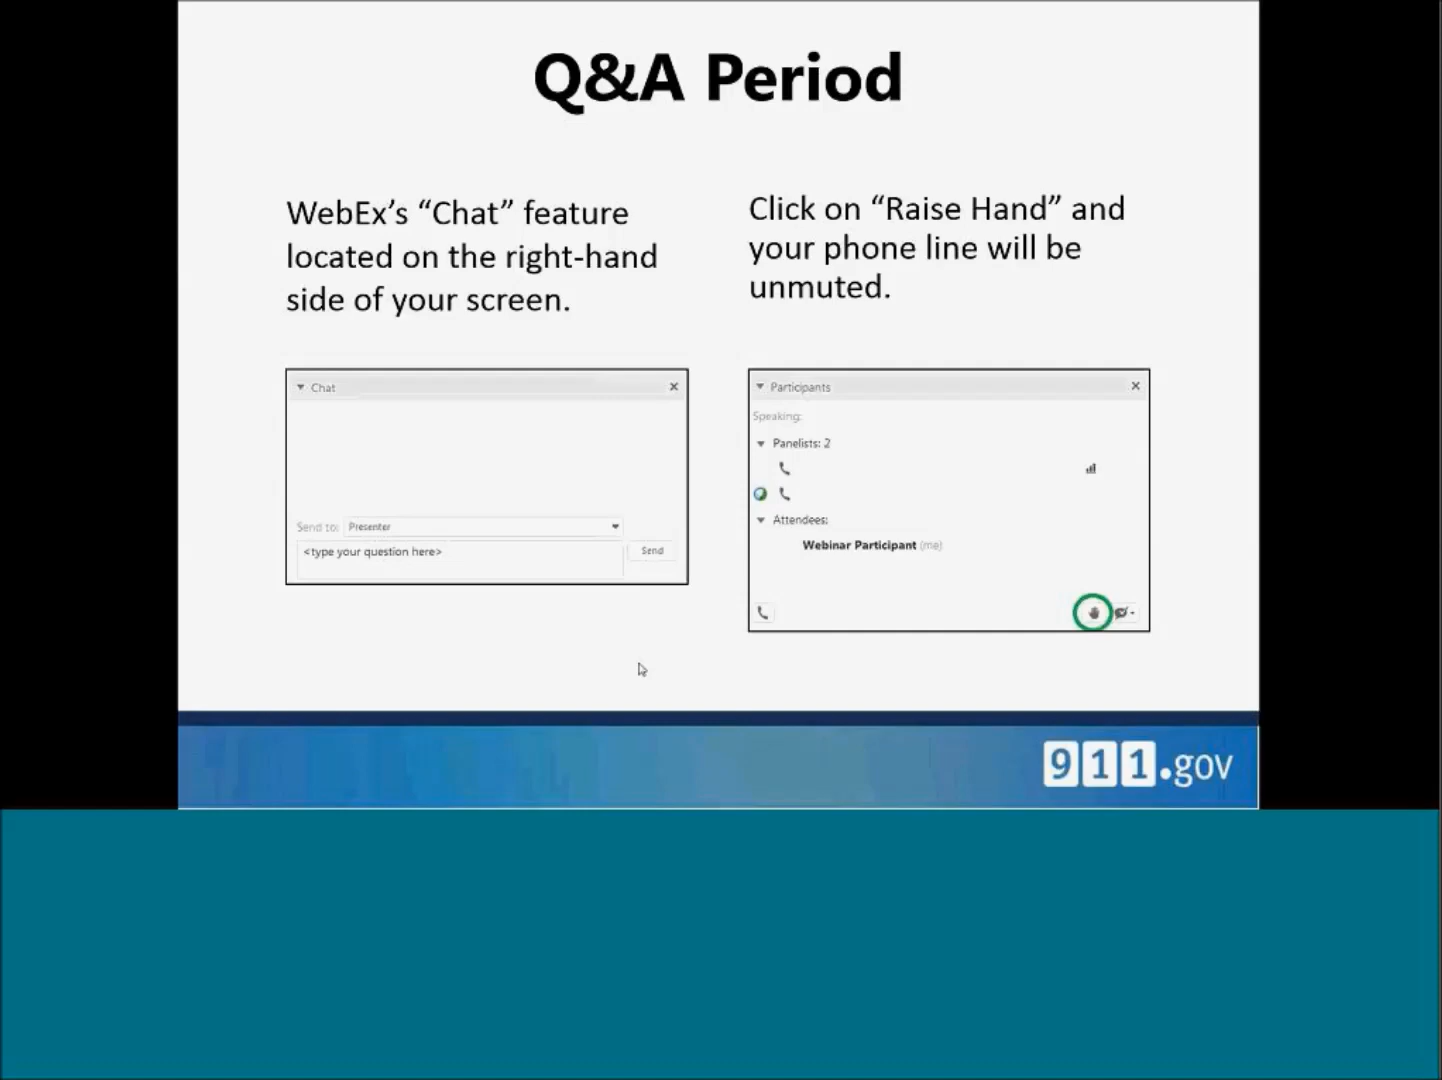 Q&A Period
WebEx’s “Chat” feature
located on the right-hand
side of your screen.
Click on “Raise Hand” and
your phone line will be
unmuted.
Chat
Send to: Presenter
<type your question here>
Send
Participants
Speaking:
Panelists: 2
Attendees:
Webinar Participant (me)
911.gov